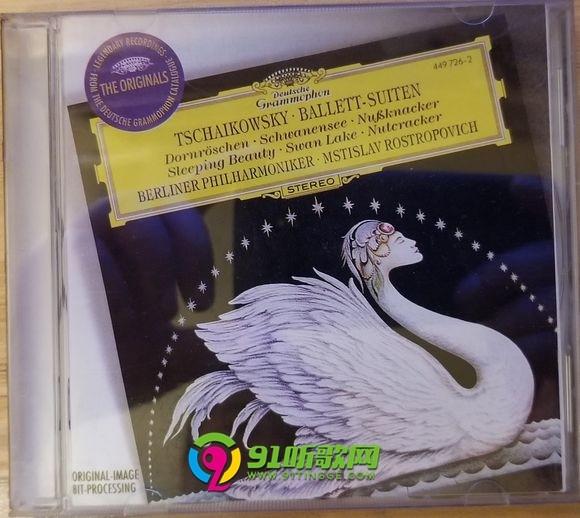 LEGENDARY RECORDINGS
THE ORIGINALS
FROM THE DEUTSCHE GRAMMOPHON CATALOGUE
Deutsche
Grammophon
449 726-2
TSCHAIKOWSKY · BALLETT-SUITEN
Dornröschen · Schwanensee · Nußknacker
Sleeping Beauty · Swan Lake · Nutcracker
BERLINER PHILHARMONIKER · MSTISLAV ROSTROPOVICH
STEREO
ORIGINAL-IMAGE
BIT-PROCESSING
91听歌网
WWW.91TINGGE.COM